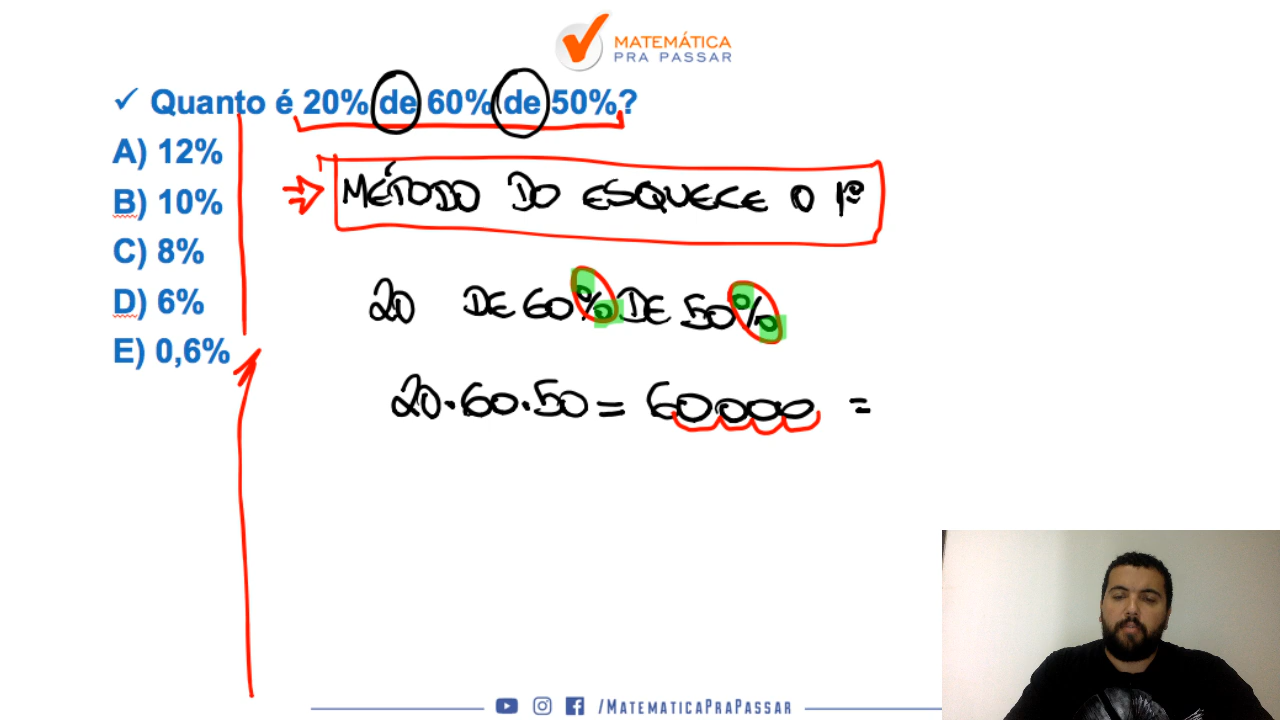 MATEMÁTICA
PRA PASSAR
✓ Quanto é 20% de 60% de 50%?
A) 12%
B) 10%
C) 8%
D) 6%
E) 0,6%
⇒ MÉTODO DO ESQUECE O 1º
20 DE 60% DE 50%
20·60·50 = 60000 =
/MATEMATICAPRAPASSAR